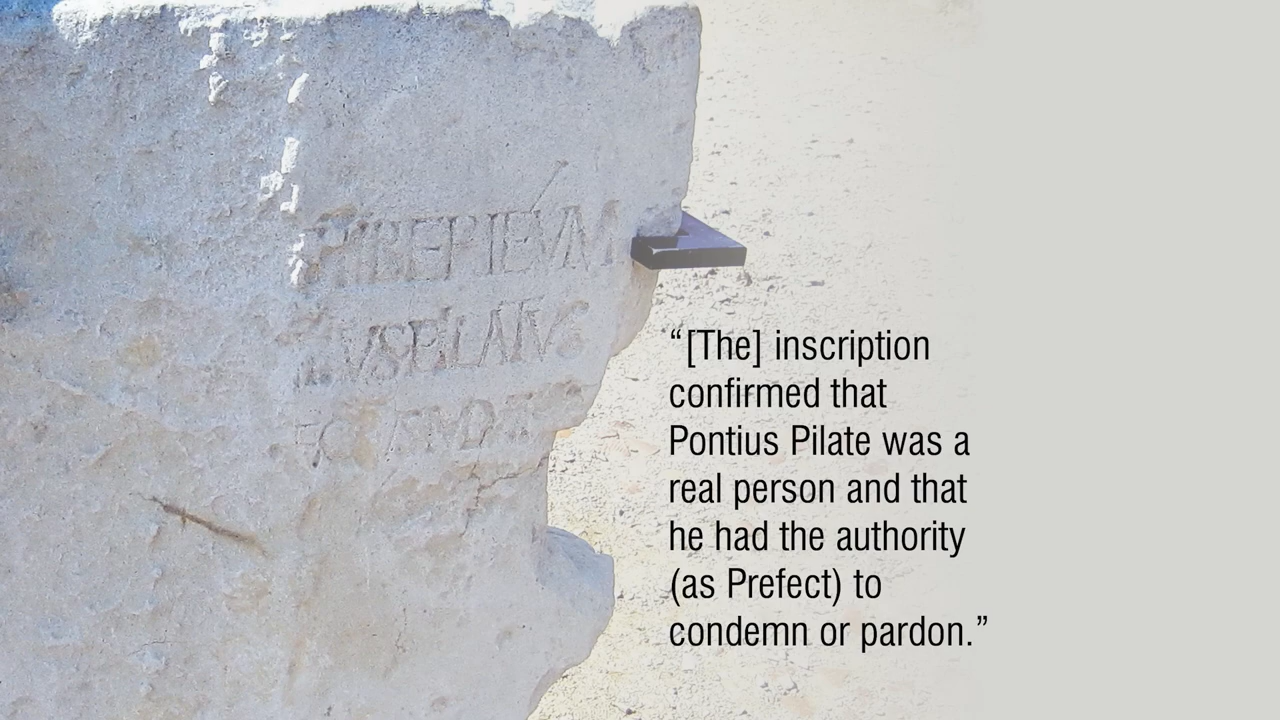 TIBERIEVM
VSPILATVS
“[The] inscription
confirmed that
Pontius Pilate was a
real person and that
he had the authority
(as Prefect) to
condemn or pardon.”